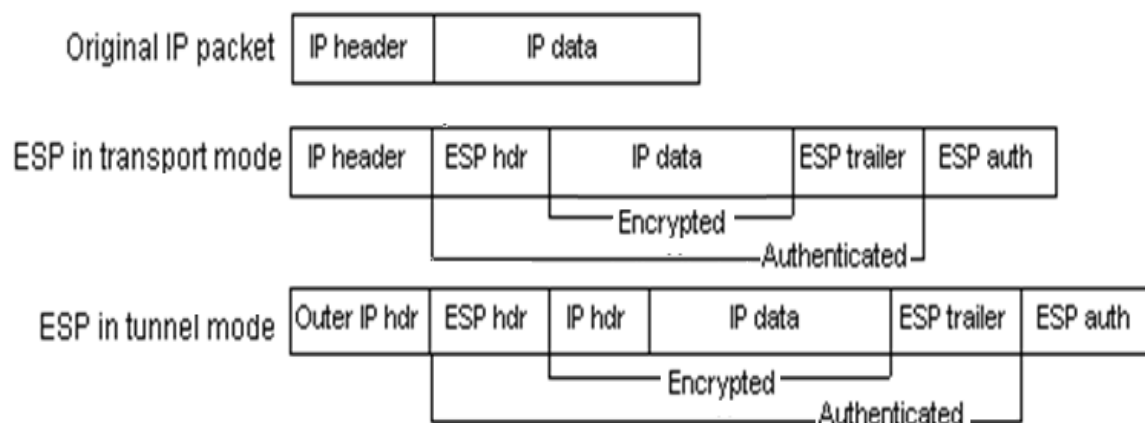 Original IP packet IP header IP data
ESP in transport mode IP header ESP hdr IP data ESP trailer ESP auth
Encrypted
Authenticated
ESP in tunnel mode Outer IP hdr ESP hdr IP hdr IP data ESP trailer ESP auth
Encrypted
Authenticated